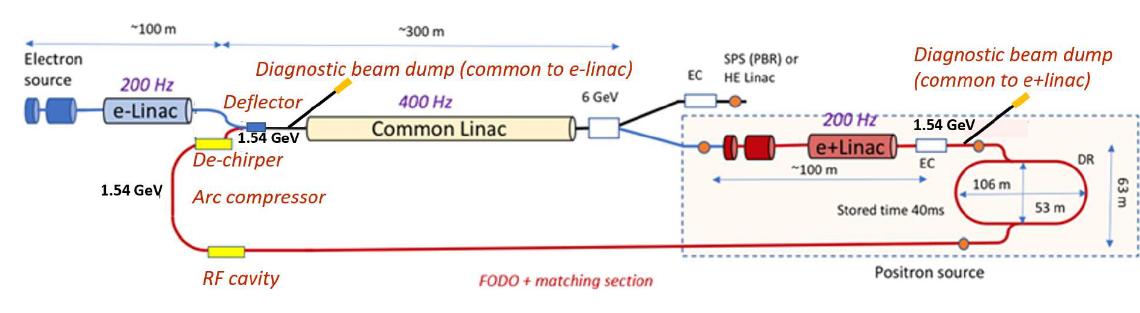 ~100 m
~300 m
Electron
source
200 Hz
e-Linac
Deflector
1.54 GeV
Diagnostic beam dump (common to e-linac)
400 Hz
Common Linac
6 GeV
EC
SPS (PBR) or
HE Linac
Diagnostic beam dump
(common to e+linac)
200 Hz
e+Linac
1.54 GeV
EC
~100 m
DR
106 m
53 m
63 m
Stored time 40ms
De-chirper
1.54 GeV
Arc compressor
RF cavity
FODO + matching section
Positron source